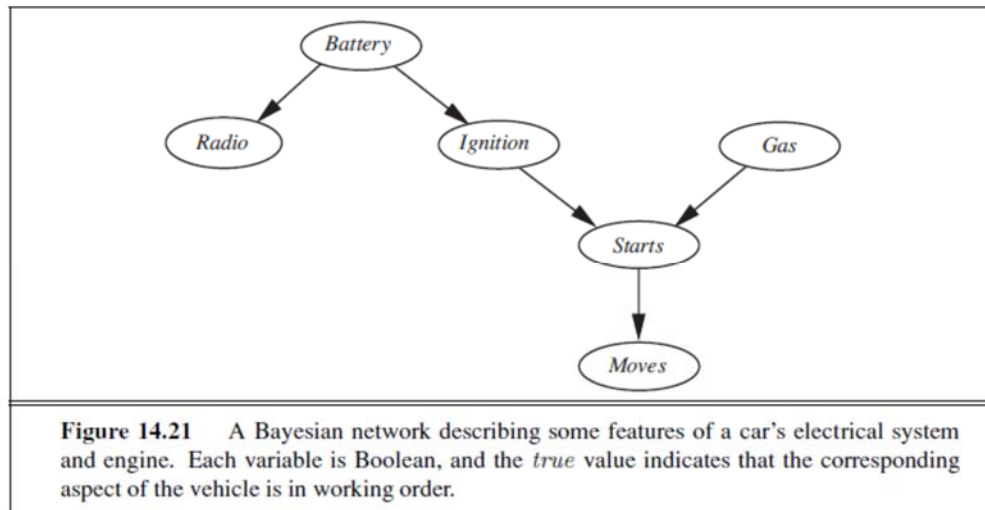 Battery
Radio
Ignition
Gas
Starts
Moves
Figure 14.21 A Bayesian network describing some features of a car's electrical system
and engine. Each variable is Boolean, and the true value indicates that the corresponding
aspect of the vehicle is in working order.